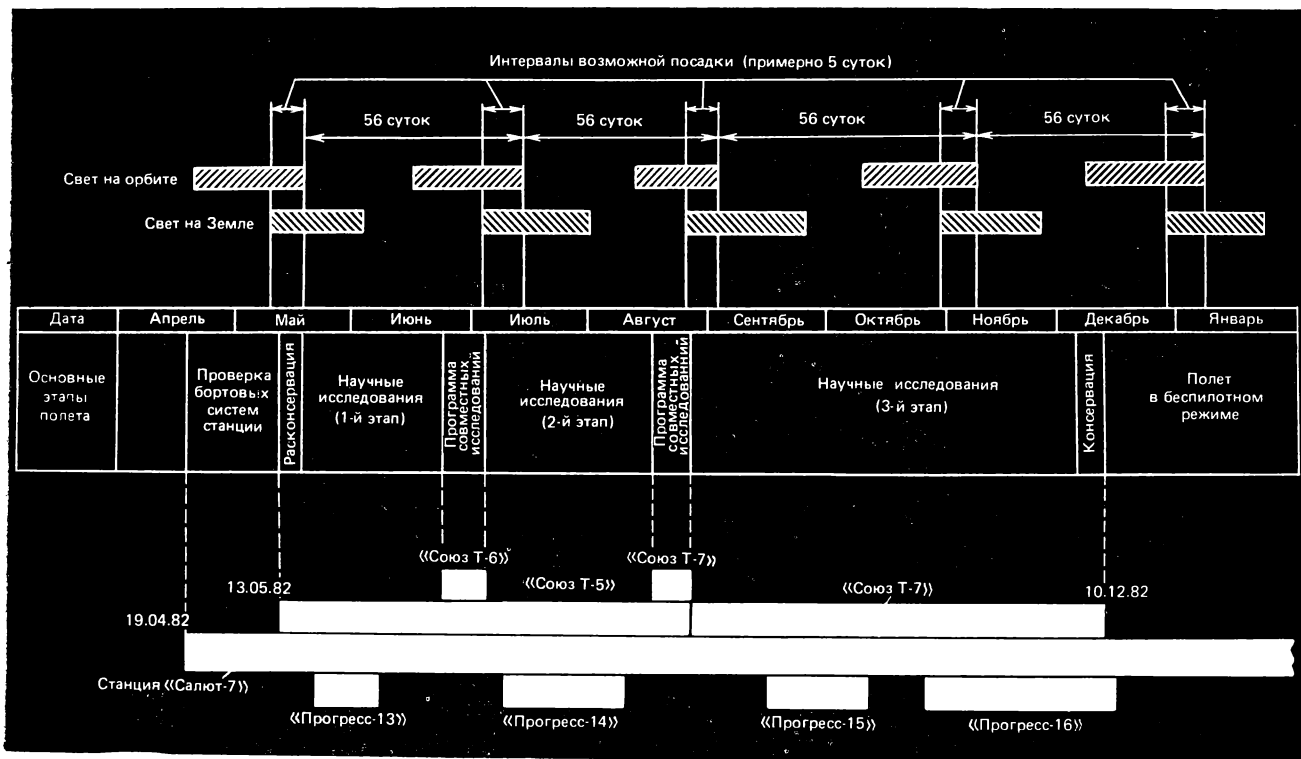 Интервалы возможной посадки (примерно 5 суток)
56 суток
56 суток
56 суток
56 суток
Свет на орбите
Свет на Земле
Дата
Апрель
Май
Июнь
Июль
Август
Сентябрь
Октябрь
Ноябрь
Декабрь
Январь
Основные
этапы
полета
Проверка
бортовых
систем
станции
Расконсервация
Научные
исследования
(1-й этап)
Программа
совместных
исследований
Научные
исследования
(2-й этап)
Программа
совместных
исследований
Научные исследования
(3-й этап)
Консервация
Полет
в беспилотном
режиме
«Союз Т-6»
«Союз Т-7»
13.05.82
«Союз Т-5»
«Союз Т-7»
10.12.82
19.04.82
Станция «Салют-7»
«Прогресс-13»
«Прогресс-14»
«Прогресс-15»
«Прогресс-16»